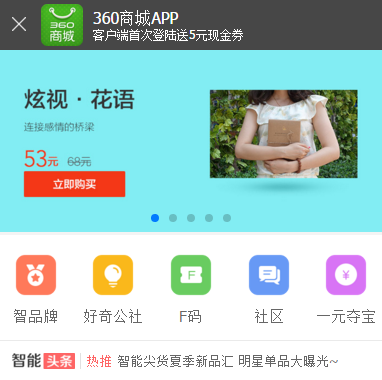 360商城APP
客户端首次登陆送5元现金券
360
商城
炫视·花语
连接感情的桥梁
53元 68元
立即购买
智品牌 好奇公社 F码 社区 一元夺宝
智能头条 热推 智能尖货夏季新品汇 明星单品大曝光~